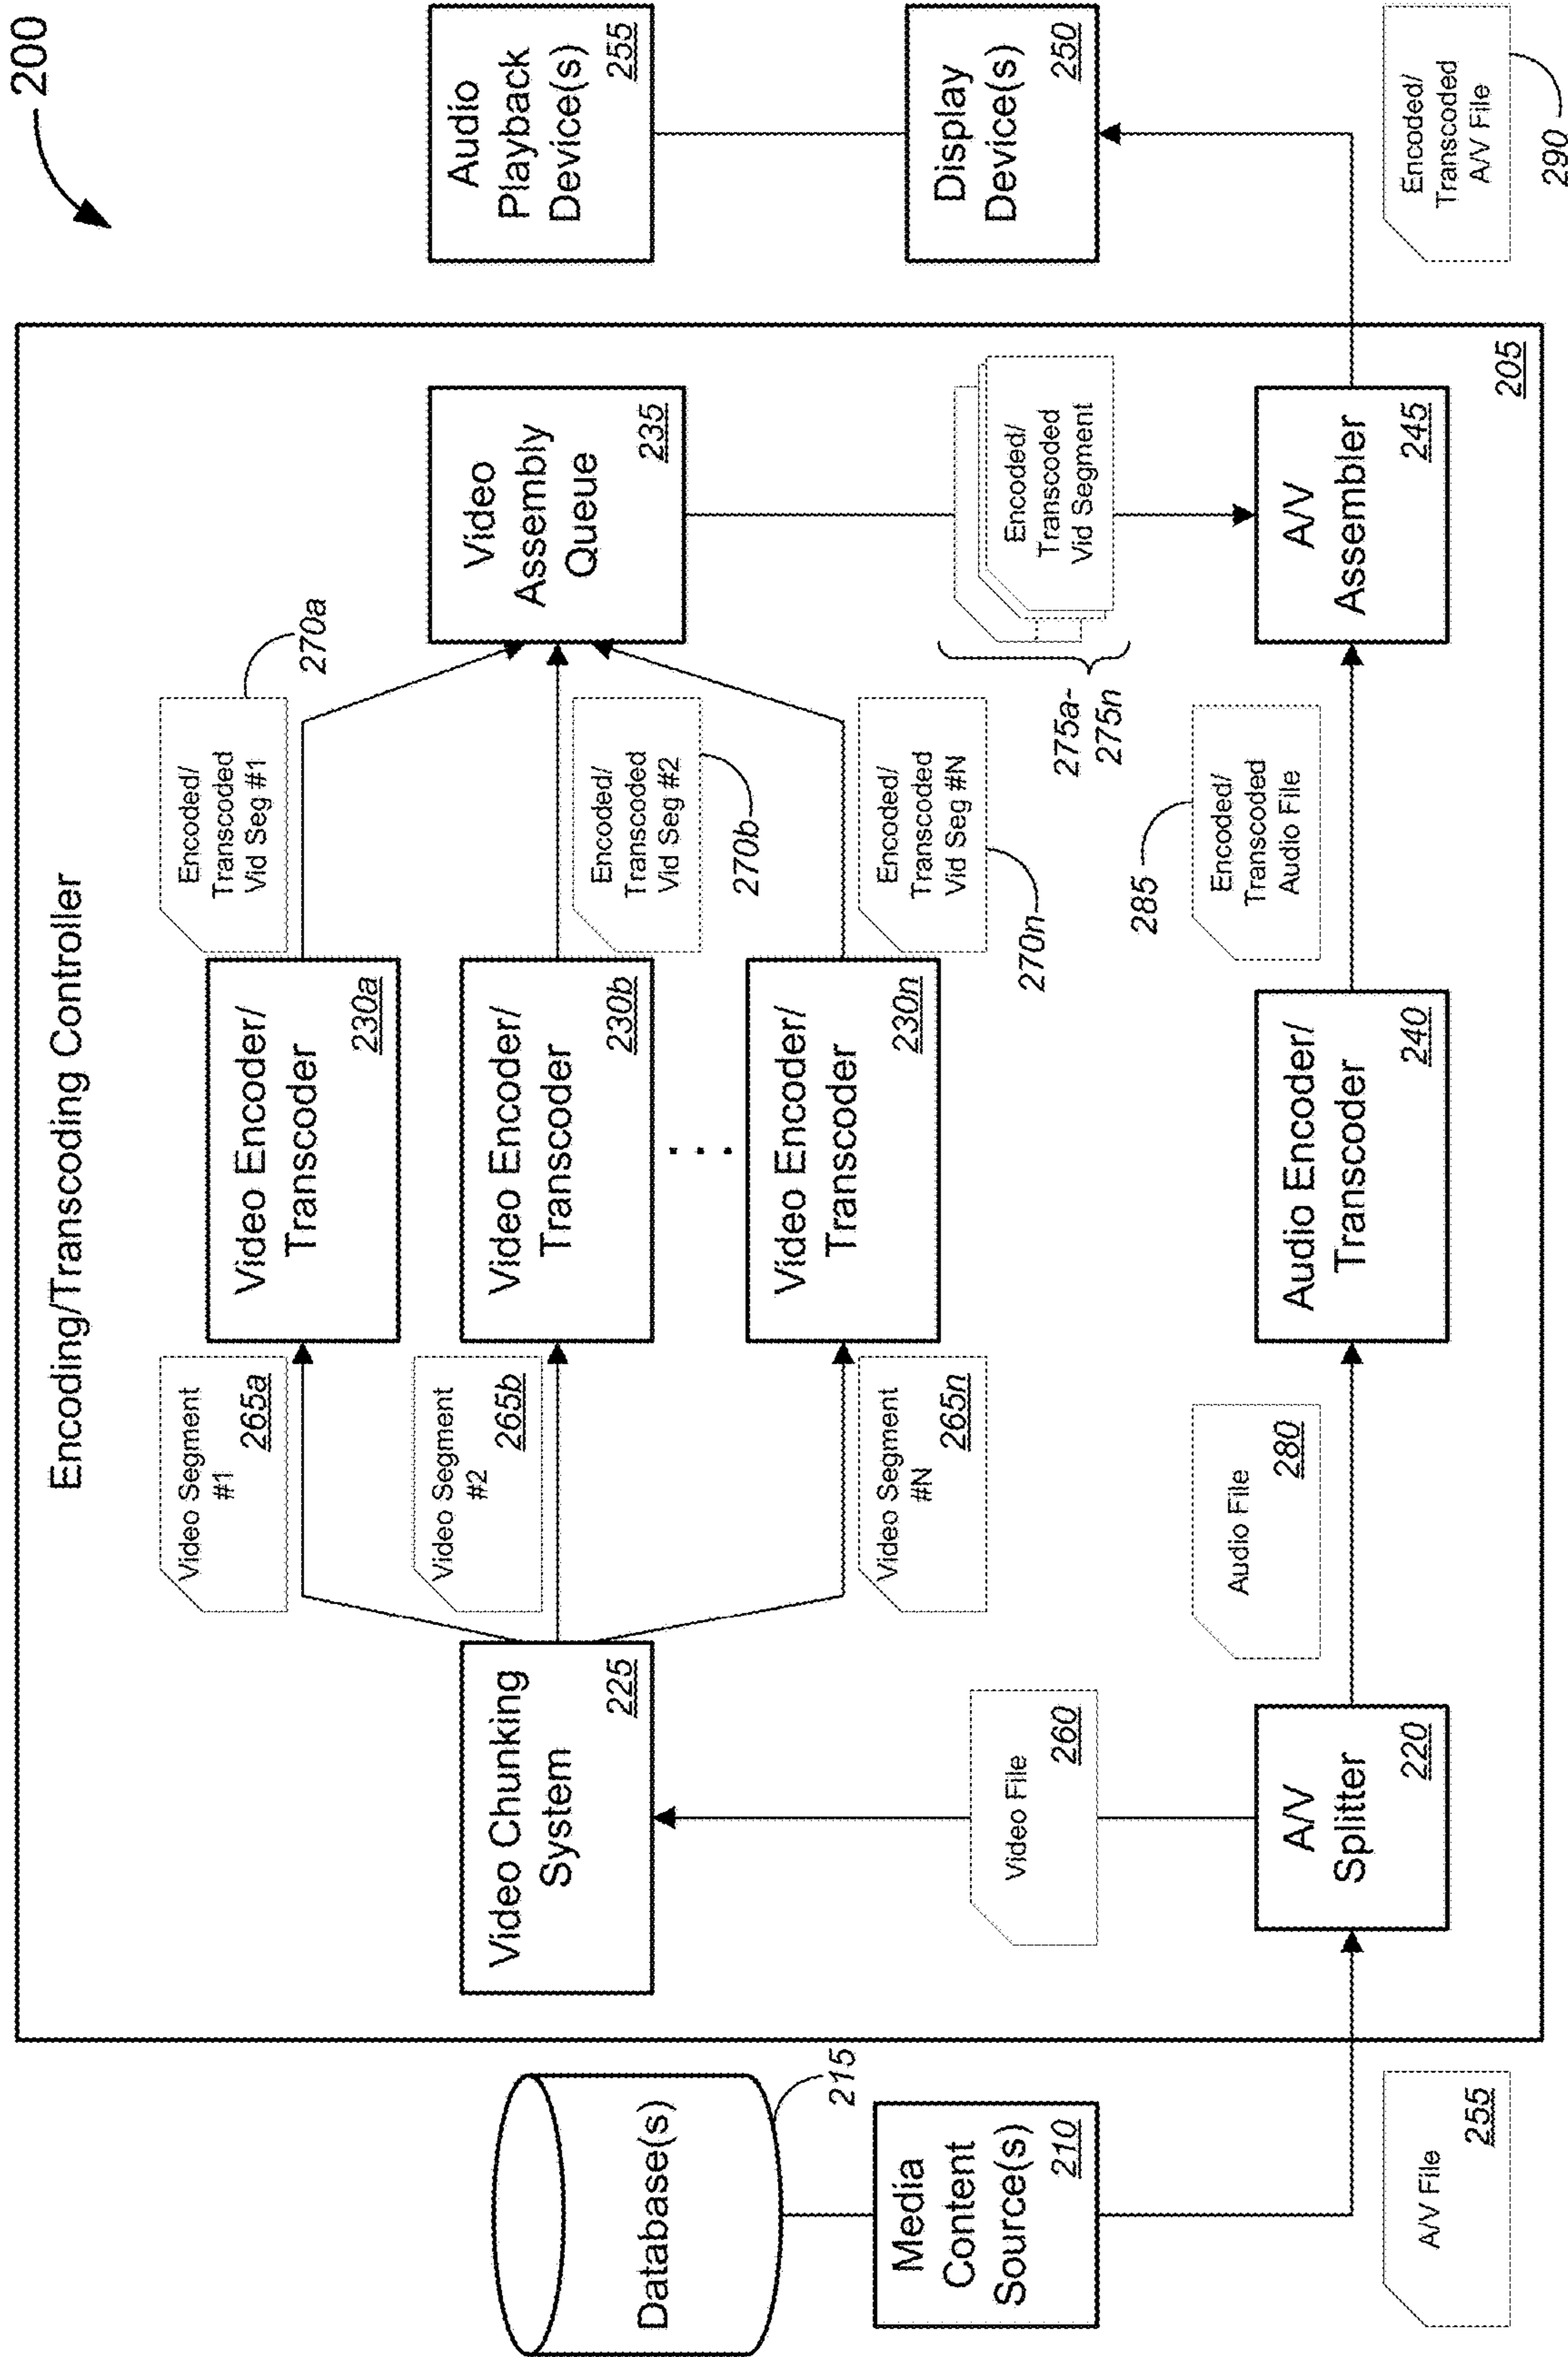 200
Encoding/Transcoding Controller
Database(s)
215
Media
Content
Source(s)
210
A/V File
255
A/V
Splitter
220
Video File
260
Video Chunking
System
225
Video Segment
#1
265a
Video Segment
#2
265b
Video Segment
#N
265n
Audio File
280
Video Encoder/
Transcoder
230a
Video Encoder/
Transcoder
230b
. . .
Video Encoder/
Transcoder
230n
Audio Encoder/
Transcoder
240
Encoded/
Transcoded
Vid Seg #1
270a
Encoded/
Transcoded
Vid Seg #2
270b
Encoded/
Transcoded
Vid Seg #N
270n
285
Encoded/
Transcoded
Audio File
Video
Assembly
Queue
235
Encoded/
Transcoded
Vid Segment
275a-
275n
A/V
Assembler
245
205
Audio
Playback
Device(s)
255
Display
Device(s)
250
Encoded/
Transcoded
A/V File
290